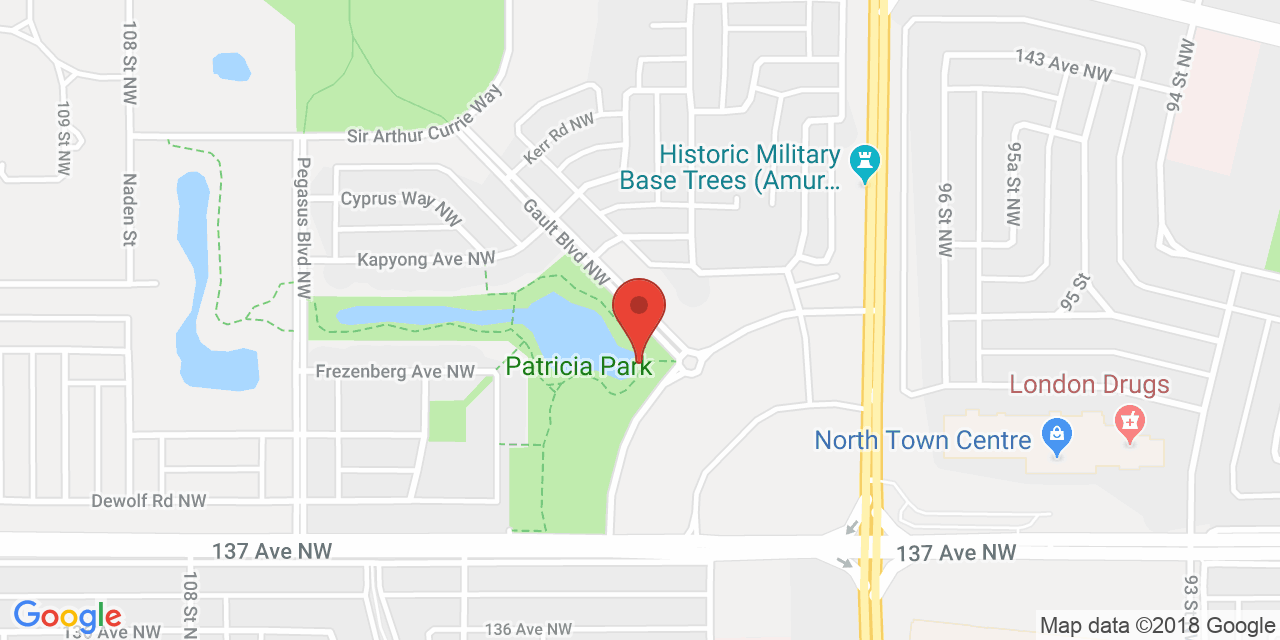 108 St NW
143 Ave NW
94 St NW
109 St NW
Sir Arthur Currie Way
Kerr Rd NW
Historic Military
Base Trees (Amur...
95a St NW
96 St NW
Naden St
Pegasus Blvd NW
Cyprus Way NW
Gault Blvd NW
Kapyong Ave NW
95 St
Patricia Park
Frezenberg Ave NW
London Drugs
North Town Centre
Dewolf Rd NW
137 Ave NW
137 Ave NW
108 St N
93 St
136 Ave NW
136 Ave NW
Google
Map data ©2018 Google